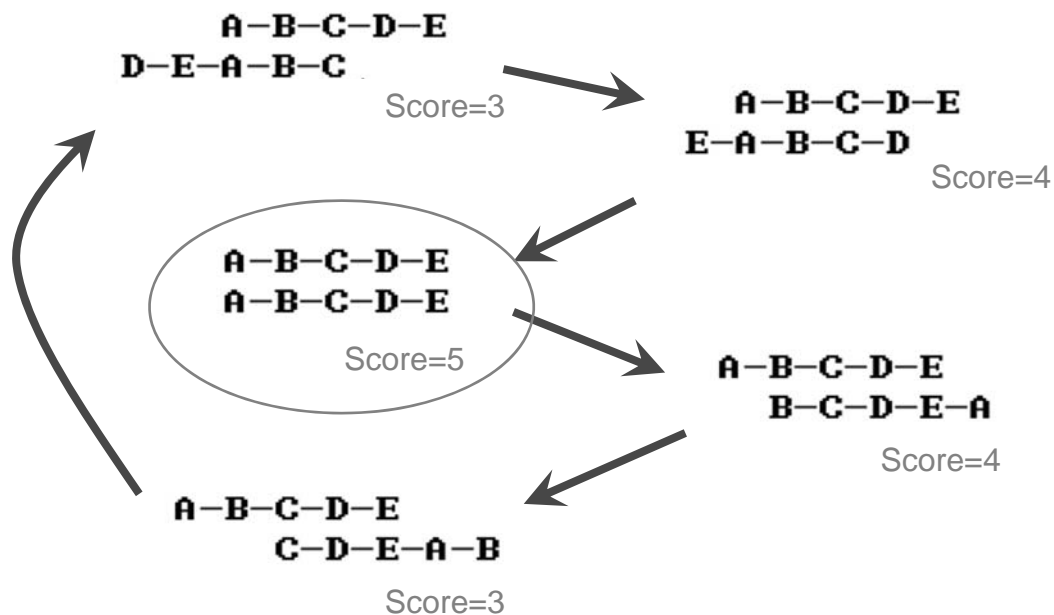 A-B-C-D-E
D-E-A-B-C
Score=3
A-B-C-D-E
E-A-B-C-D
Score=4
A-B-C-D-E
A-B-C-D-E
Score=5
A-B-C-D-E
B-C-D-E-A
Score=4
A-B-C-D-E
C-D-E-A-B
Score=3